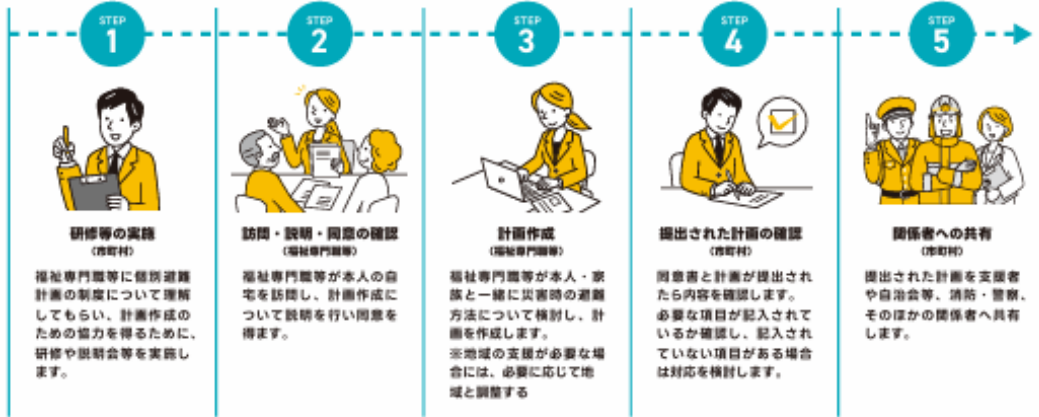 STEP
1
研修等の実施
(市町村)
福祉専門職等に個別避難
計画の制度について理解
してもらい、計画作成の
ための協力を得るために、
研修や説明会等を実施し
ます。
STEP
2
訪問・説明・同意の確認
(福祉専門職等)
福祉専門職等が本人の自
宅を訪問し、計画作成に
ついて説明を行い同意を
得ます。
STEP
3
計画作成
(福祉専門職等)
福祉専門職等が本人・家
族と一緒に災害時の避難
方法について検討し、計
画を作成します。
※地域の支援が必要な場
合には、必要に応じて地
域と調整する
STEP
4
提出された計画の確認
(市町村)
同意書と計画が提出され
たら内容を確認します。
必要な項目が記入されて
いるか確認し、記入され
ていない項目がある場合
は対応を検討します。
STEP
5
関係者への共有
(市町村)
提出された計画を支援者
や自治会等、消防・警察、
そのほかの関係者へ共有
します。